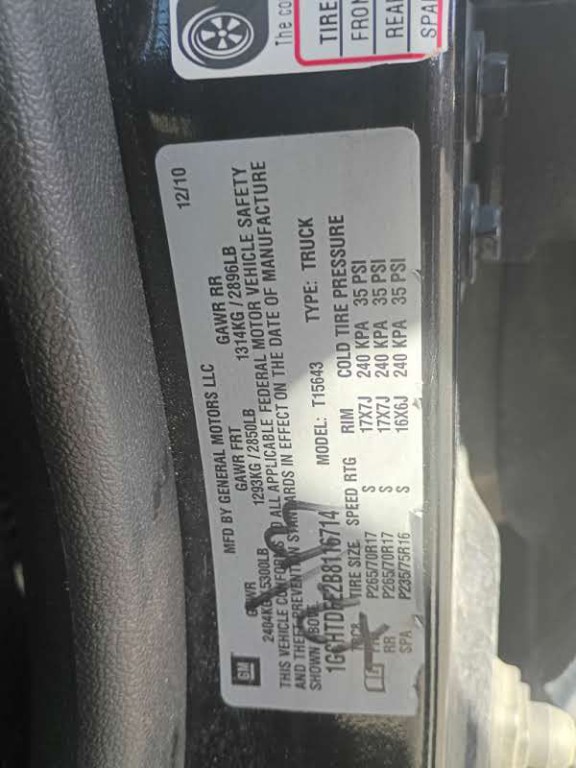 The co
TIRE
FRON
REAR
SPAR
GM
MFD BY GENERAL MOTORS LLC
12/10
GVWR GAWR FRT GAWR RR
2404KG 5300LB 1293KG / 2850LB 1314KG / 2896LB
THIS VEHICLE CONFORMS TO ALL APPLICABLE FEDERAL MOTOR VEHICLE SAFETY
AND THEFT PREVENTION STANDARDS IN EFFECT ON THE DATE OF MANUFACTURE
SHOWN ABOVE
MODEL: T15643 TYPE: TRUCK
TIRE SIZE SPEED RTG RIM COLD TIRE PRESSURE
P265/70R17 S 17X7J 240 KPA 35 PSI
RR P265/70R17 S 17X7J 240 KPA 35 PSI
SPA P235/75R16 S 16X6J 240 KPA 35 PSI